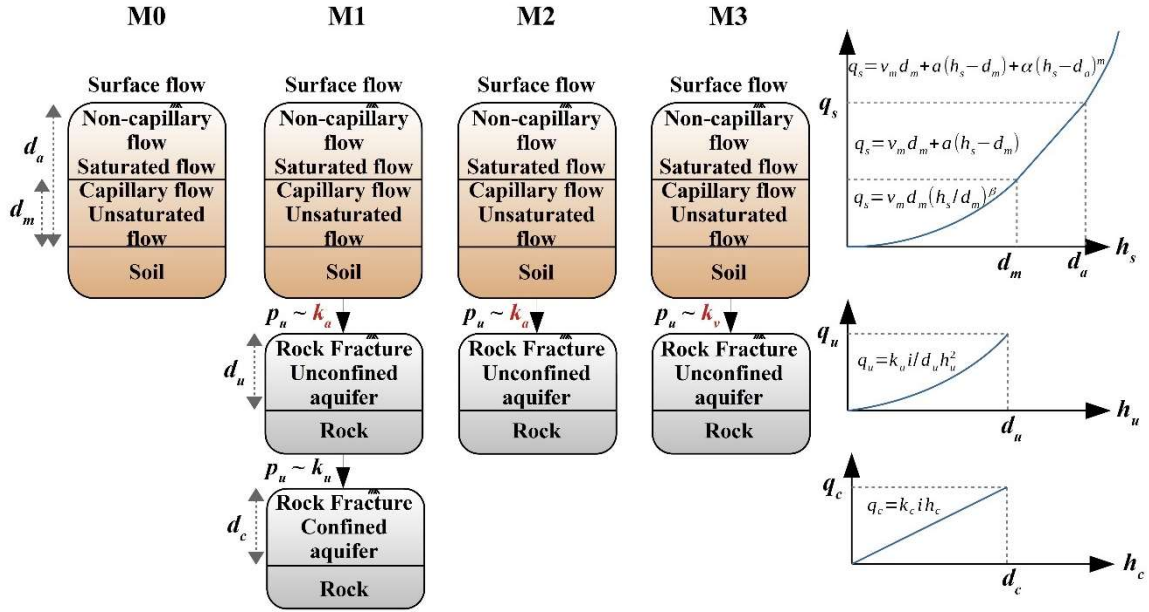 M0
M1
M2
M3
Surface flow
Non-capillary
flow
Saturated flow
Capillary flow
Unsaturated
flow
Soil
d_a
d_m
Surface flow
Non-capillary
flow
Saturated flow
Capillary flow
Unsaturated
flow
Soil
p_u ~ k_a
Rock Fracture
Unconfined
aquifer
Rock
d_u
p_u ~ k_u
Rock Fracture
Confined
aquifer
Rock
d_c
Surface flow
Non-capillary
flow
Saturated flow
Capillary flow
Unsaturated
flow
Soil
p_u ~ k_a
Rock Fracture
Unconfined
aquifer
Rock
Surface flow
Non-capillary
flow
Saturated flow
Capillary flow
Unsaturated
flow
Soil
p_u ~ k_v
Rock Fracture
Unconfined
aquifer
Rock
q_s=v_m d_m+a(h_s-d_m)+α(h_s-d_a)^m
q_s
q_s=v_m d_m+a(h_s-d_m)
q_s=v_m d_m(h_s/d_m)^β
d_m
d_a
h_s
q_u
q_u=k_a i/d_u h_u^2
d_u
h_u
q_c
q_c=k_c i h_c
d_c
h_c